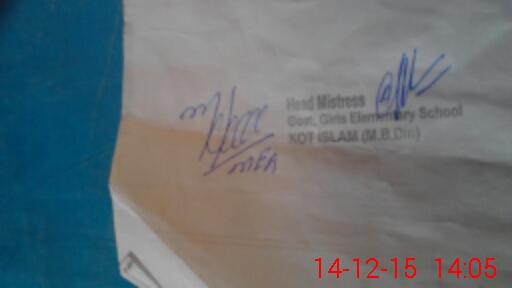 Head Mistress
Govt. Girls Elementary School
KOT ISLAM (M.B.Din)
MEA
14-12-15 14:05